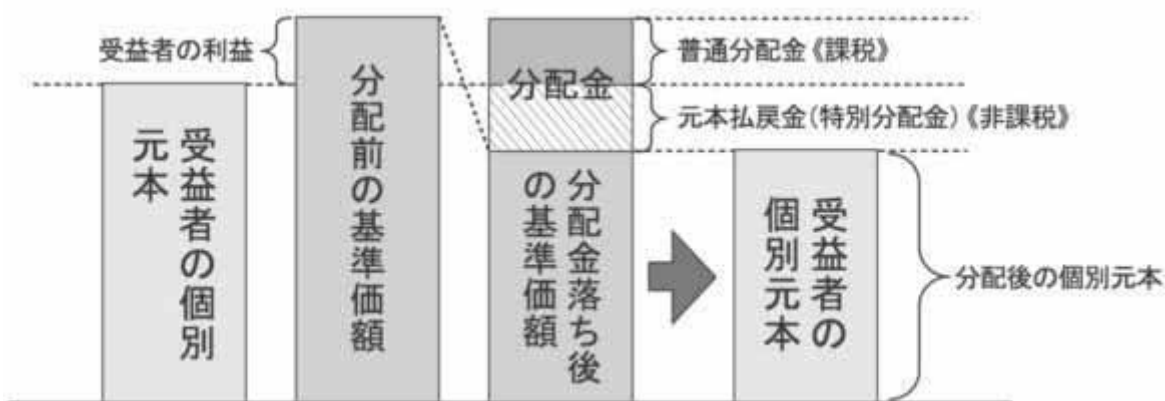 受益者の利益
受益者の個別
元本
分配前の基準価額
分配金
分配金落ち後
の基準価額
普通分配金《課税》
元本払戻金(特別分配金)《非課税》
受益者の
個別元本
分配後の個別元本